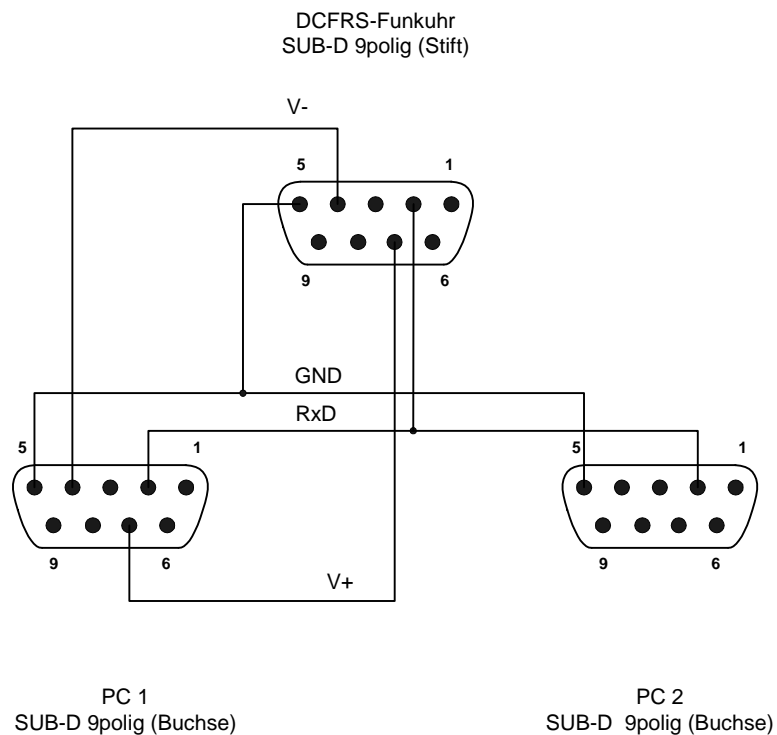 DCFRS-Funkuhr
SUB-D 9polig (Stift)
V-
5 1
9 6
GND
RxD
5 1
5 1
9 6
9 6
V+
PC 1
SUB-D 9polig (Buchse)
PC 2
SUB-D 9polig (Buchse)